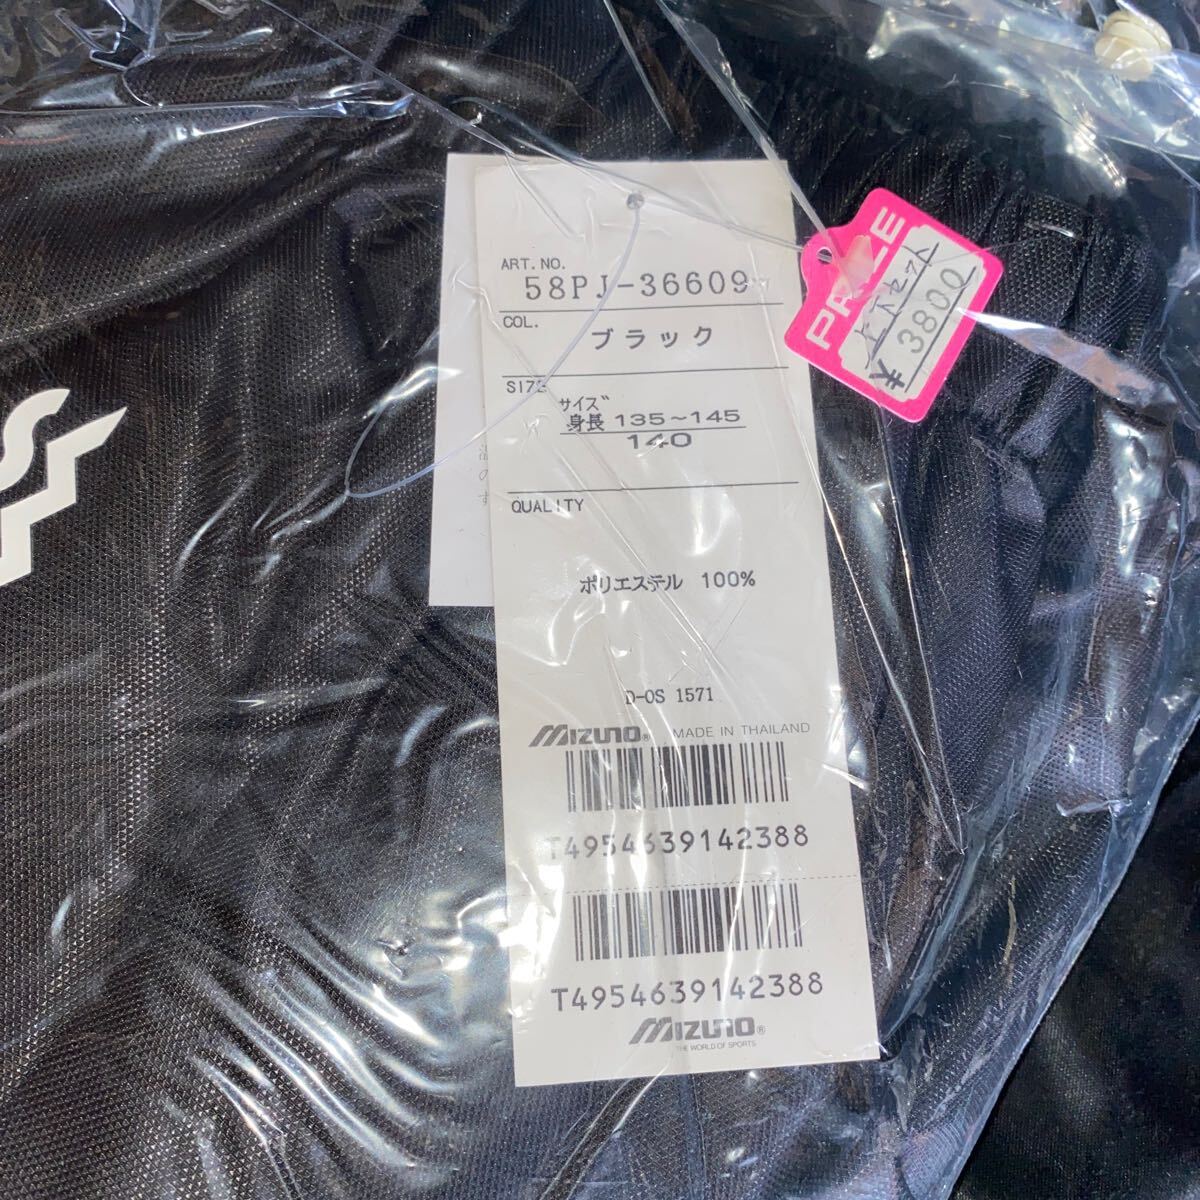 ART.NO.
58PJ-36609
COL.
ブラック
SIZE
サイズ
身長 135～145
140
QUALITY
ポリエステル 100%
D-OS 1571
MIZUNO® MADE IN THAILAND
T4954639142388
T4954639142388
MIZUNO®
THE WORLD OF SPORTS
PRIZE
上下セット
¥3800
S